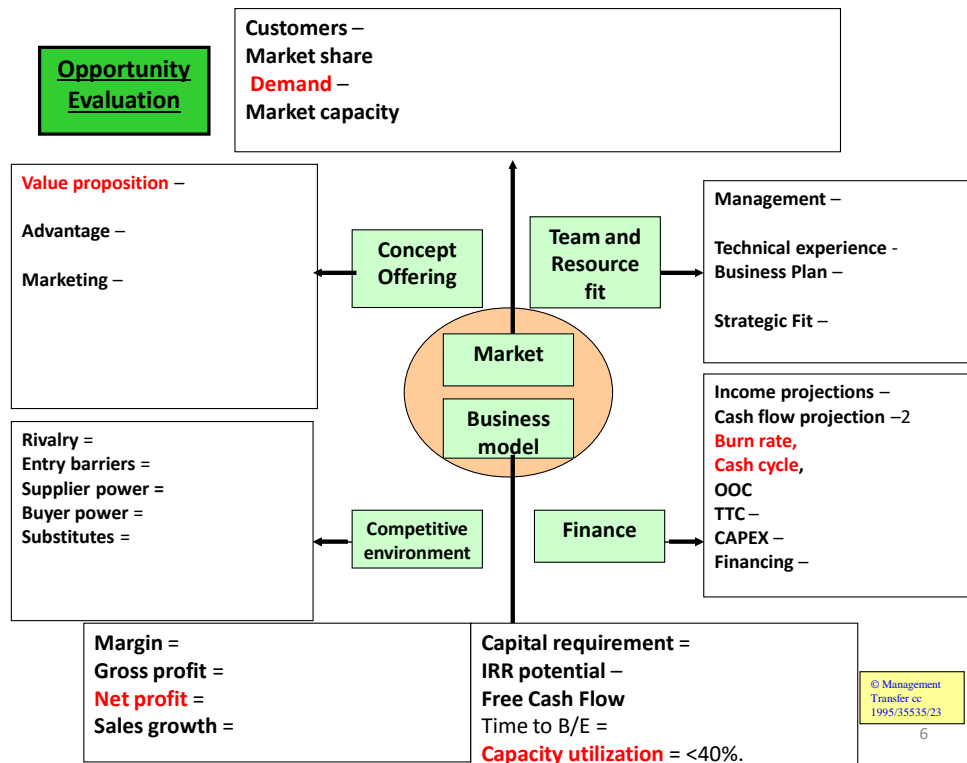 Opportunity
Evaluation
Customers –
Market share
Demand –
Market capacity
Value proposition –
Advantage –
Marketing –
Concept
Offering
Team and
Resource
fit
Management –
Technical experience -
Business Plan –
Strategic Fit –
Market
Business
model
Rivalry =
Entry barriers =
Supplier power =
Buyer power =
Substitutes =
Competitive
environment
Finance
Income projections –
Cash flow projection –2
Burn rate,
Cash cycle,
OOC
TTC –
CAPEX –
Financing –
Margin =
Gross profit =
Net profit =
Sales growth =
Capital requirement =
IRR potential –
Free Cash Flow
Time to B/E =
Capacity utilization = <40%.
© Management
Transfer cc
1995/35535/23
6